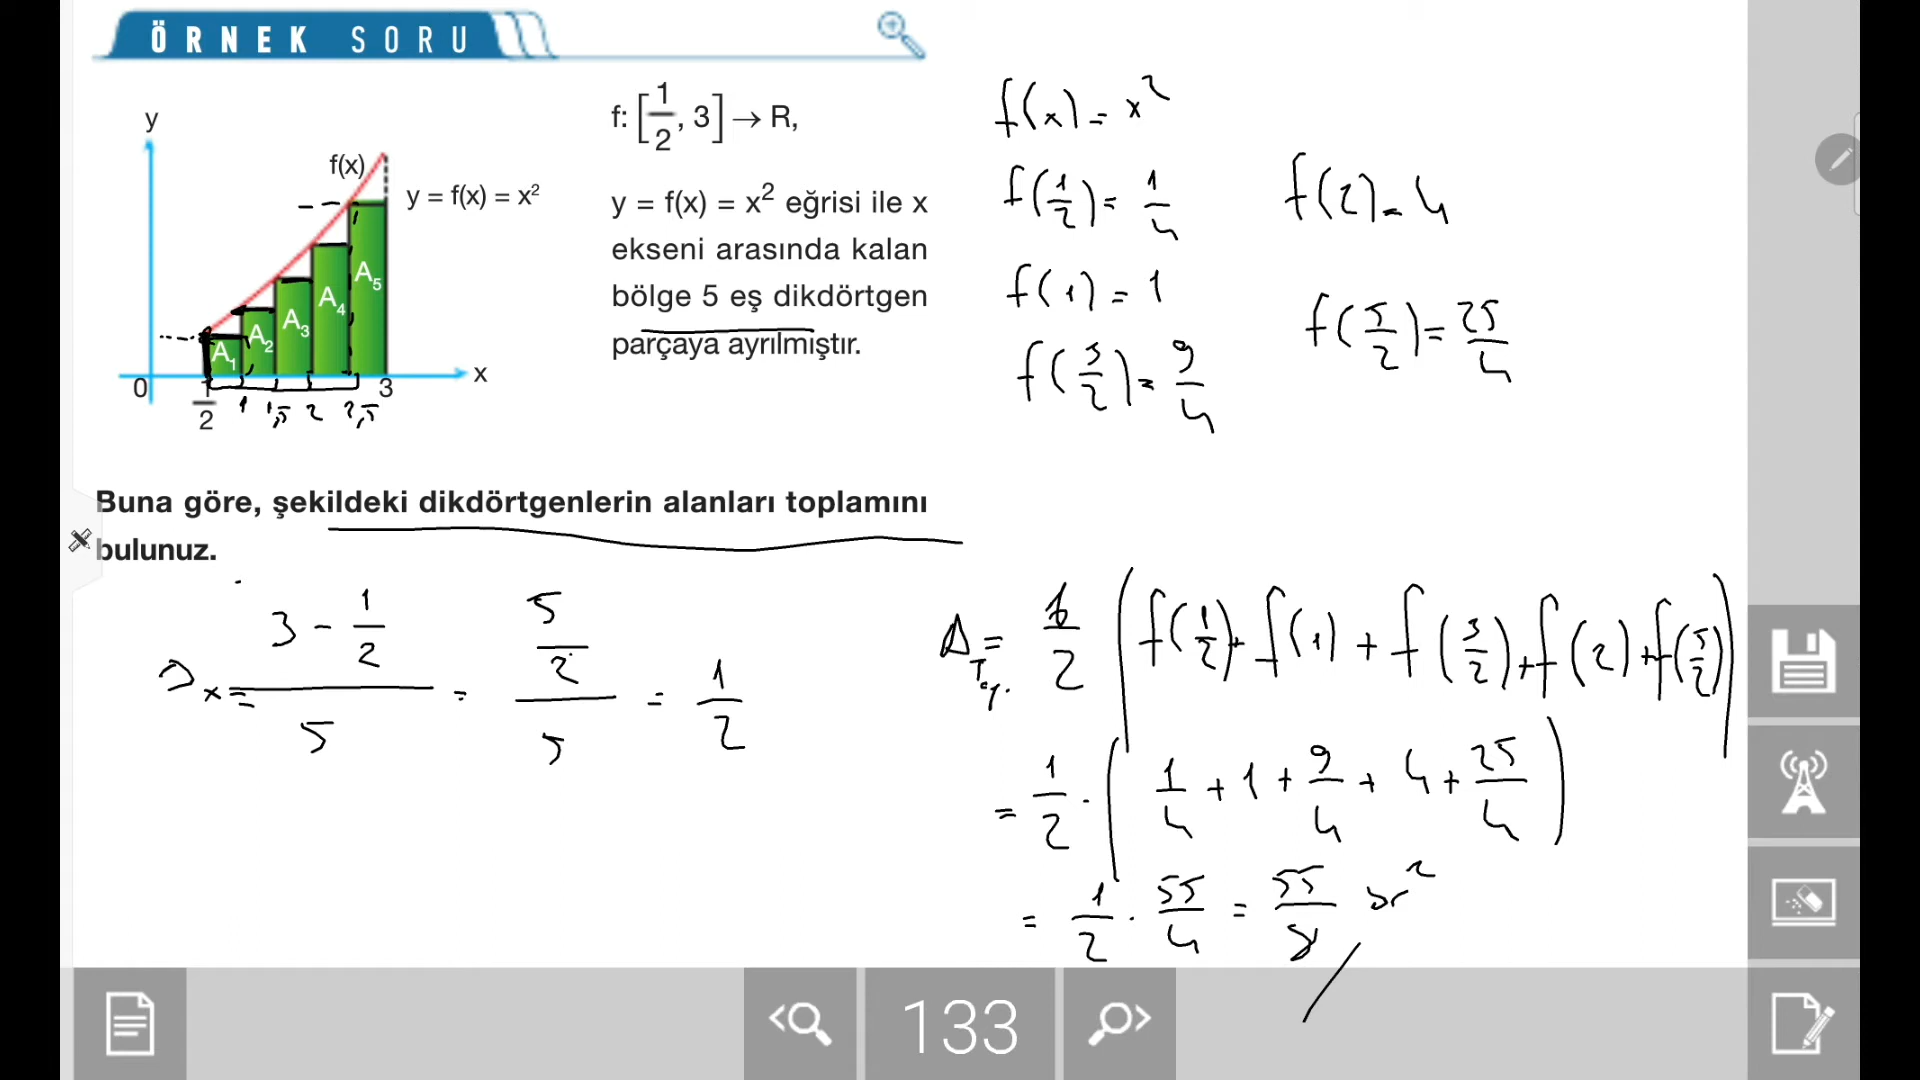 ÖRNEK SORU
y
f(x)
y = f(x) = x²
A₁ A₂ A₃ A₄ A₅
0 1/2 1 1,5 2 2,5 3 x
f: [1/2, 3] → R,
y = f(x) = x² eğrisi ile x
ekseni arasında kalan
bölge 5 eş dikdörtgen
parçaya ayrılmıştır.
f(x) = x²
f(1/2) = 1/4
f(1) = 1
f(3/2) = 9/4
f(2) = 4
f(5/2) = 25/4
Buna göre, şekildeki dikdörtgenlerin alanları toplamını
bulunuz.
Δx = (3 - 1/2)/5 = (5/2)/5 = 1/2
A Top. = 1/2 (f(1/2) + f(1) + f(3/2) + f(2) + f(5/2))
= 1/2 · (1/4 + 1 + 9/4 + 4 + 25/4)
= 1/2 · 55/4 = 55/8 br²
133